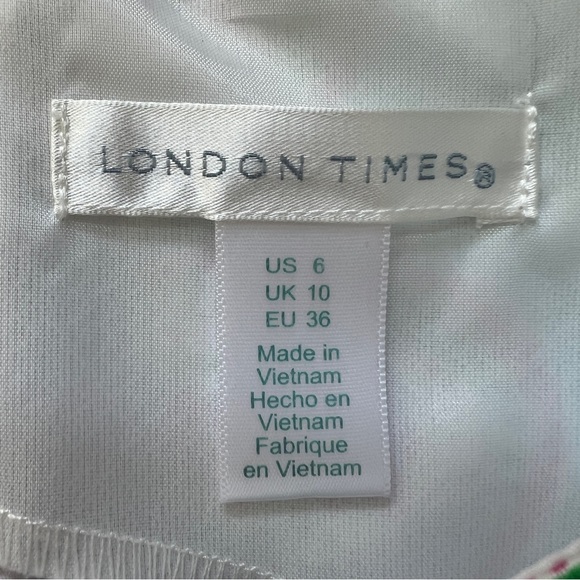 LONDON TIMES®
US 6
UK 10
EU 36
Made in
Vietnam
Hecho en
Vietnam
Fabrique
en Vietnam